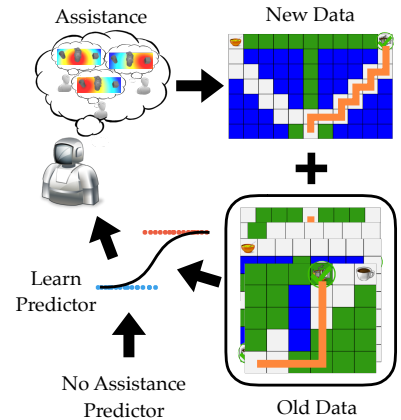 Assistance
New Data
Learn
Predictor
No Assistance
Predictor
Old Data